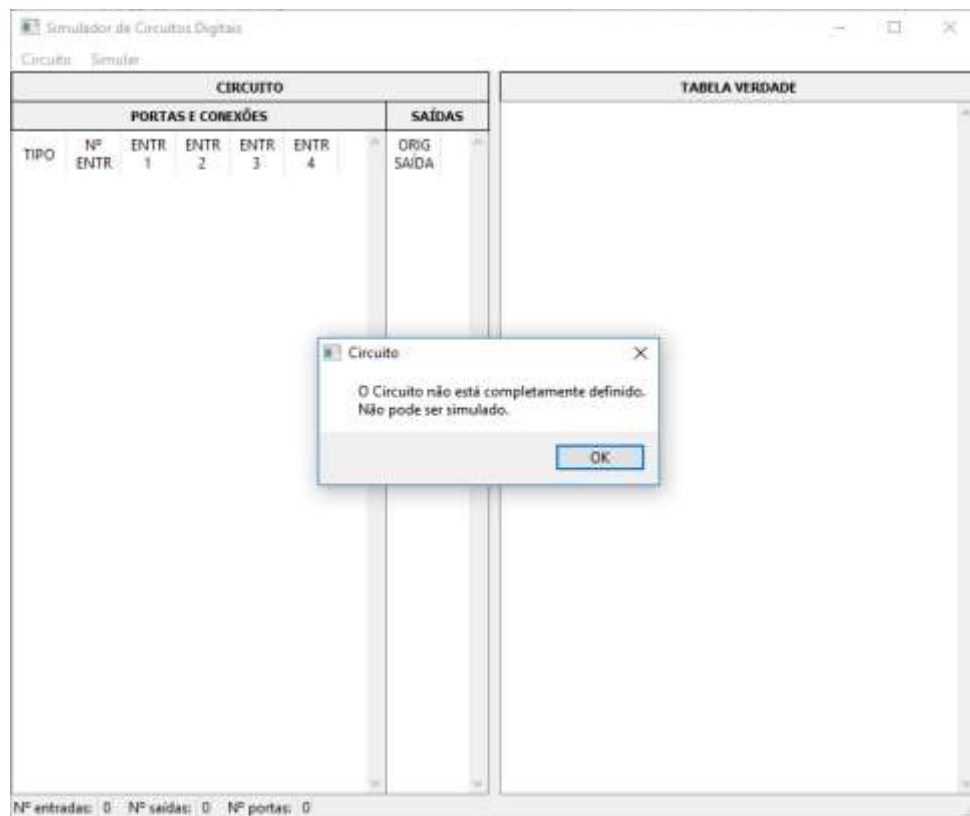 Simulador de Circuitos Digitais
Circuito Simular
CIRCUITO
TABELA VERDADE
PORTAS E CONEXÕES
SAÍDAS
TIPO Nº ENTR ENTR ENTR ENTR ORIG
ENTR 1 2 3 4 SAÍDA
Circuito
O Circuito não está completamente definido.
Não pode ser simulado.
OK
Nº entradas: 0 Nº saídas: 0 Nº portas: 0